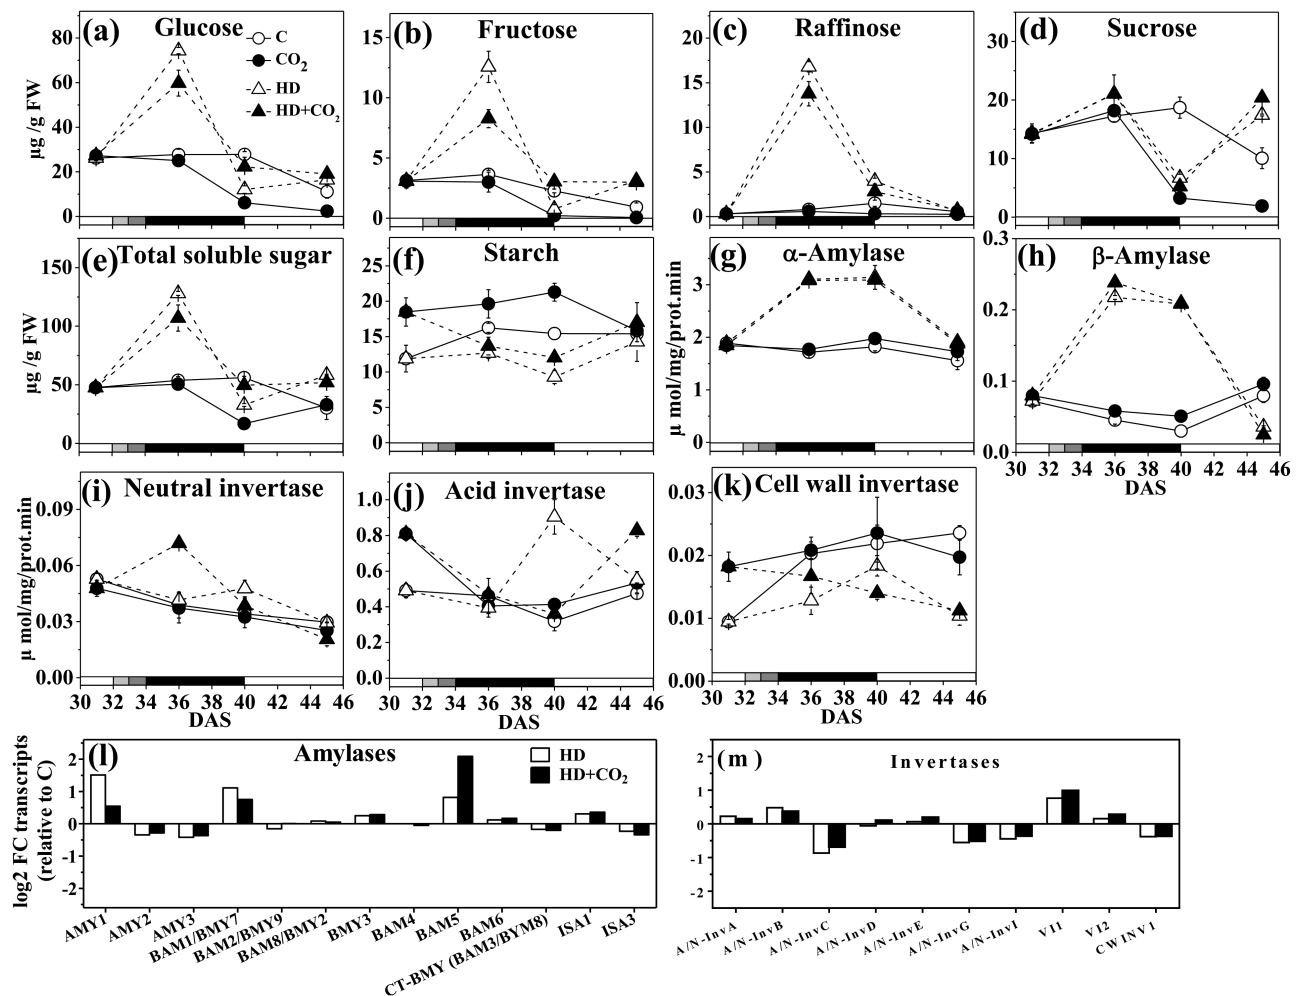 (a) Glucose
C
CO2
HD
HD+CO2
80
60
40
20
0
µg /g FW
(b) Fructose
15
12
9
6
3
0
(c) Raffinose
20
15
10
5
0
(d) Sucrose
30
20
10
0
(e) Total soluble sugar
150
100
50
0
µg /g FW
(f) Starch
25
20
15
10
5
0
(g) α-Amylase
3
2
1
0
µ mol/mg/prot.min
(h) β-Amylase
0.3
0.2
0.1
0.0
30 32 34 36 38 40 42 44 46
DAS
(i) Neutral invertase
0.09
0.06
0.03
0.00
µ mol/mg/prot.min
30 32 34 36 38 40 42 44 46
DAS
(j) Acid invertase
1.0
0.8
0.6
0.4
0.2
0.0
30 32 34 36 38 40 42 44 46
DAS
(k) Cell wall invertase
0.03
0.02
0.01
0.00
30 32 34 36 38 40 42 44 46
DAS
(l) Amylases
HD
HD+CO2
2
1
0
-1
-2
log2 FC transcripts
(relative to C)
AMY1
AMY2
AMY3
BAM1/BMY7
BAM2/BMY9
BAM8/BMY2
BMY3
BAM4
BAM5
BAM6
CT-BMY (BAM3/BYM8)
ISA1
ISA3
(m) Invertases
2
1
0
-1
-2
A/N-InvA
A/N-InvB
A/N-InvC
A/N-InvD
A/N-InvE
A/N-InvG
A/N-InvI
VI1
VI2
CWINV1